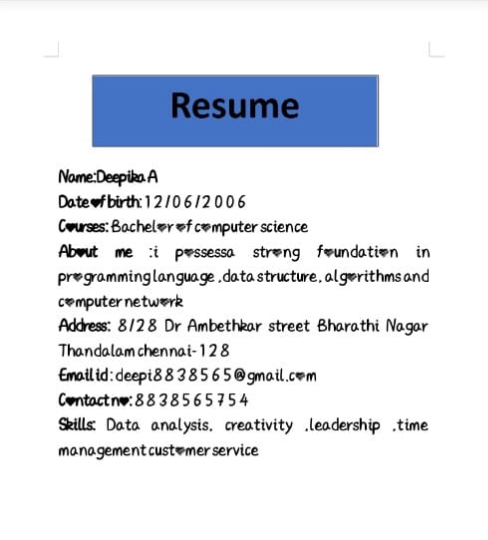 Resume
Name:Deepika A
Date of birth:12/06/2006
Courses:Bachelor of computer science
About me :i possessa strong foundation in
programming language ,data structure, algorithms and
computer network
Address: 8/28 Dr Ambethkar street Bharathi Nagar
Thandalam chennai-128
Email id:deepi8838565@gmail.com
Contact no:8838565754
Skills: Data analysis, creativity ,leadership ,time
management customer service